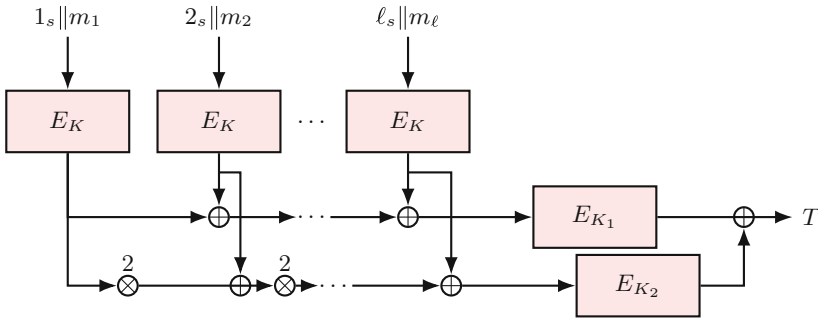 1_s‖m_1 2_s‖m_2 ℓ_s‖m_ℓ
E_K E_K ··· E_K
··· E_{K_1} T
2 2
··· E_{K_2}